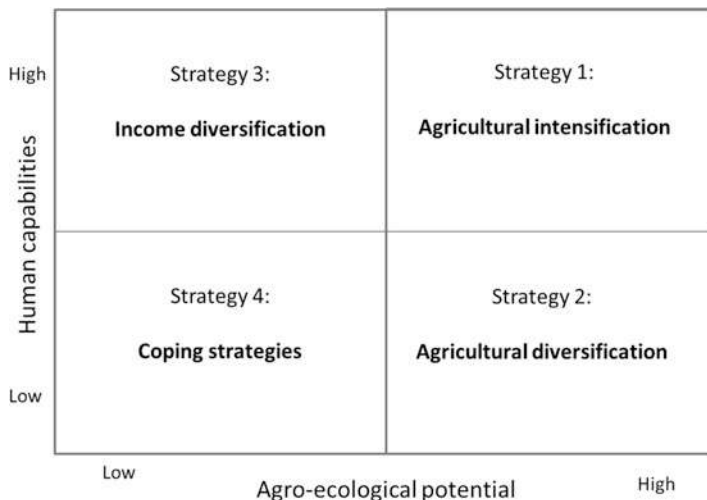 High
Strategy 3:
Strategy 1:
Income diversification
Agricultural intensification
Human capabilities
Strategy 4:
Strategy 2:
Coping strategies
Agricultural diversification
Low
Low
Agro-ecological potential
High